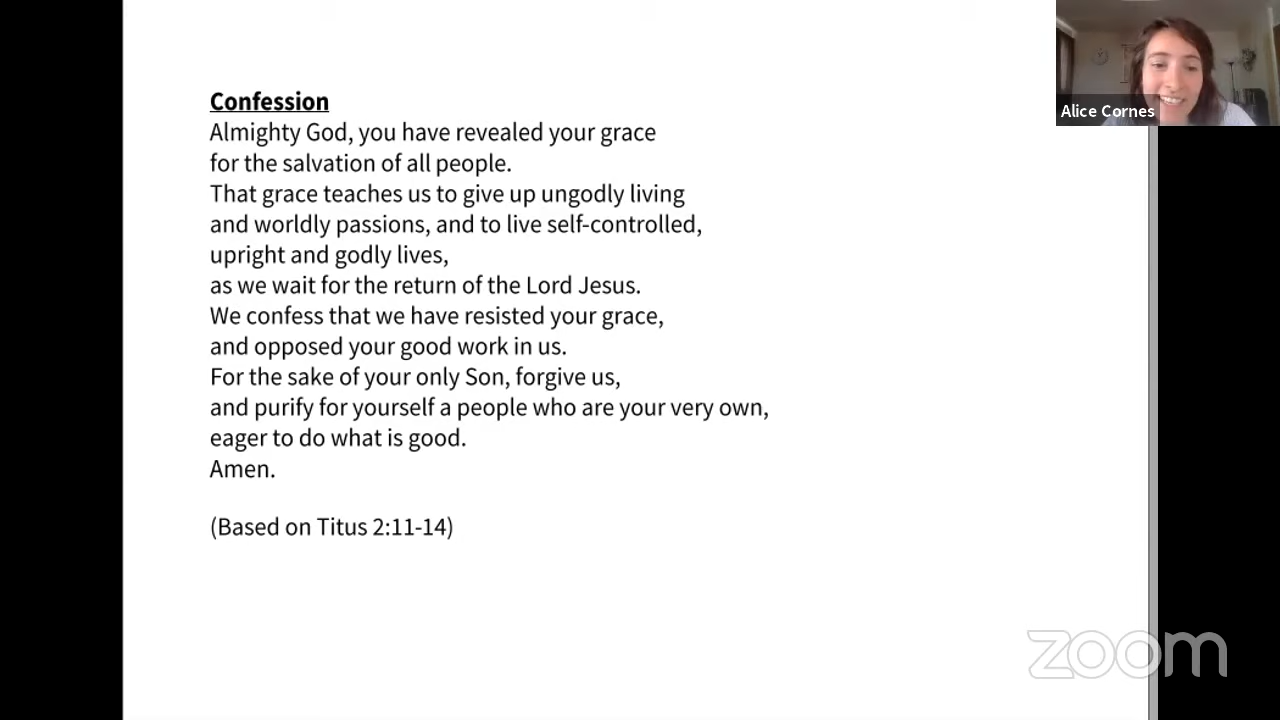 Confession
Almighty God, you have revealed your grace
for the salvation of all people.
That grace teaches us to give up ungodly living
and worldly passions, and to live self-controlled,
upright and godly lives,
as we wait for the return of the Lord Jesus.
We confess that we have resisted your grace,
and opposed your good work in us.
For the sake of your only Son, forgive us,
and purify for yourself a people who are your very own,
eager to do what is good.
Amen.
(Based on Titus 2:11-14)
Alice Cornes
zoom